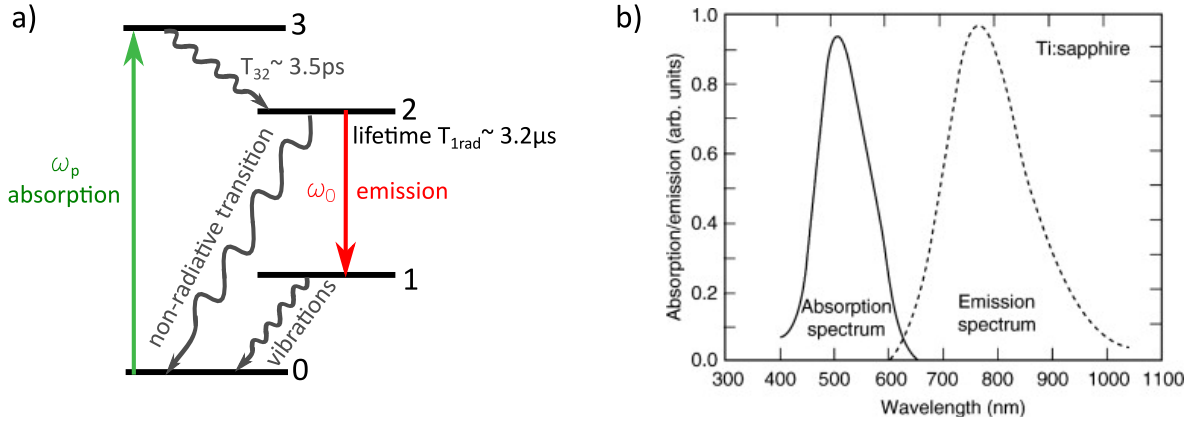 a)
3
T32~ 3.5ps
2
lifetime T1rad~ 3.2µs
ωp
absorption
non-radiative transition
ω0 emission
1
vibrations
0
b)
Absorption/emission (arb. units)
1.0
0.8
0.6
0.4
0.2
0.0
Ti:sapphire
Absorption
spectrum
Emission
spectrum
300 400 500 600 700 800 900 1000 1100
Wavelength (nm)